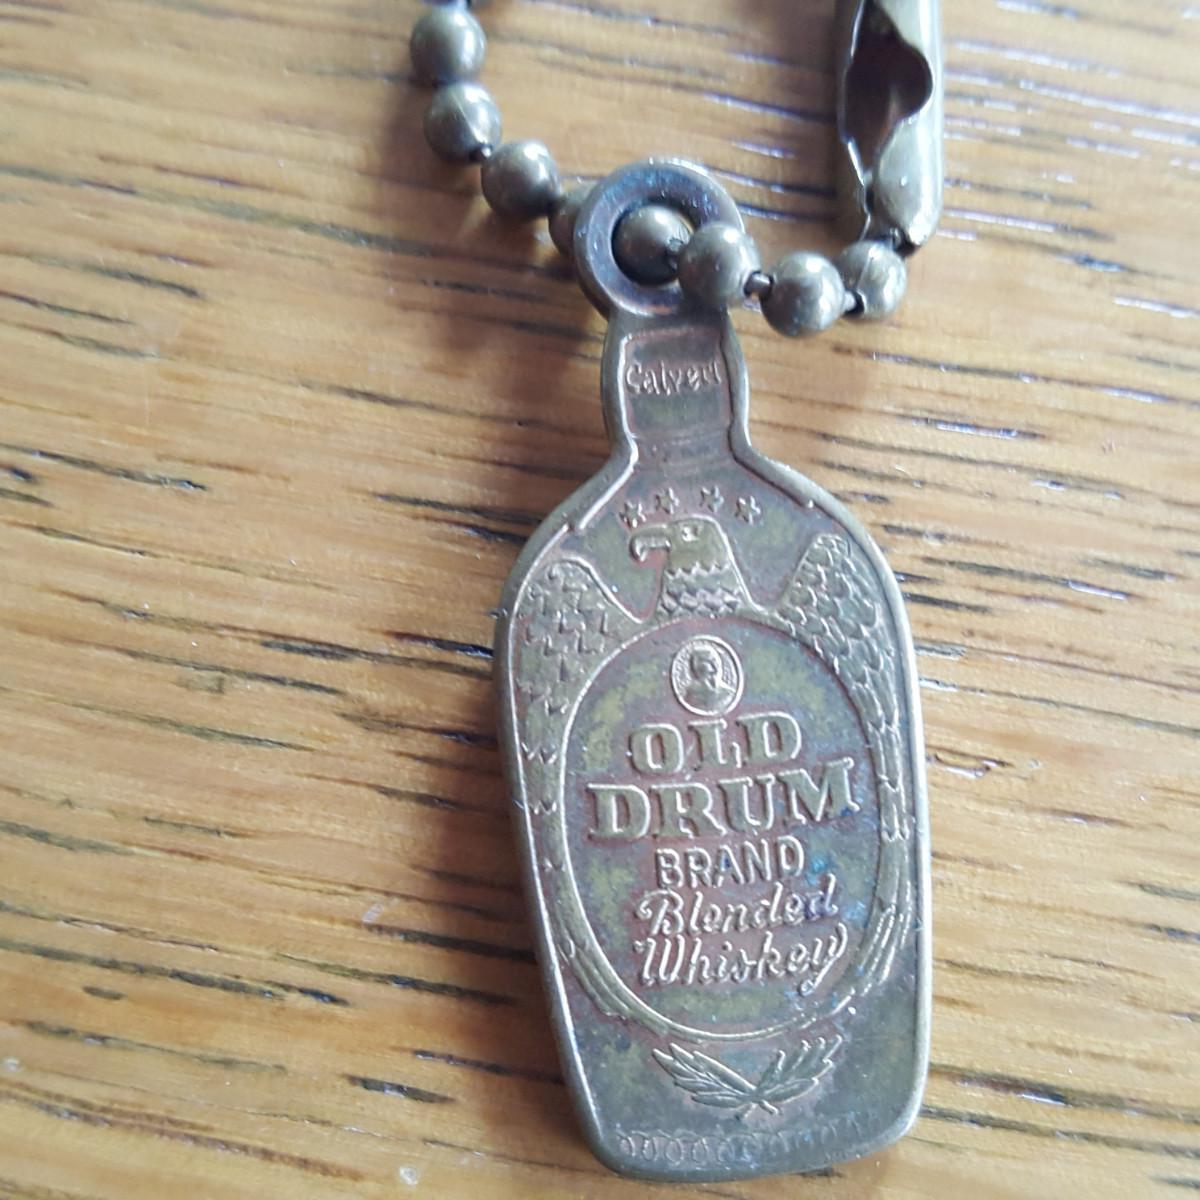 Calvert
OLD
DRUM
BRAND
Blended
Whiskey